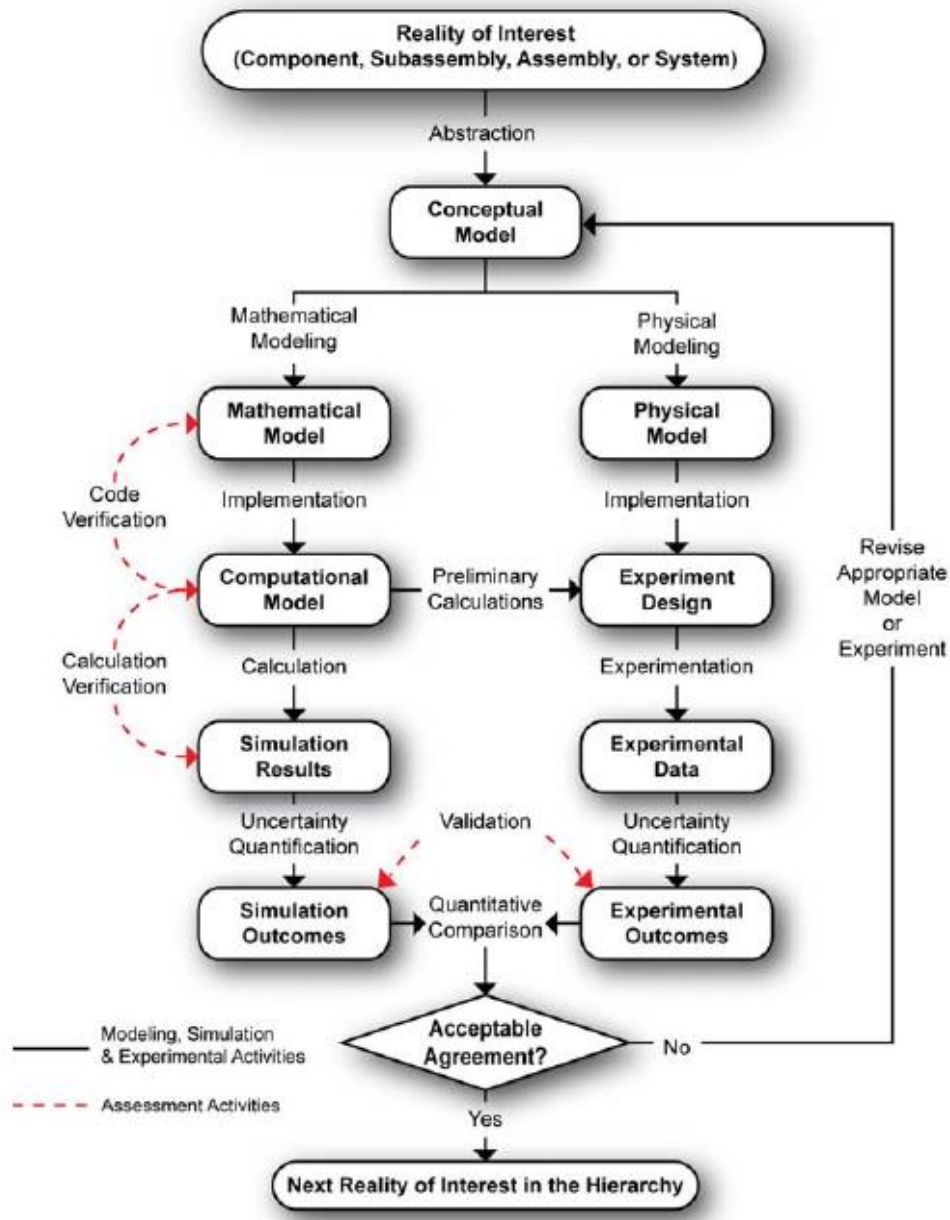 Reality of Interest
(Component, Subassembly, Assembly, or System)
Abstraction
Conceptual
Model
Mathematical
Modeling
Physical
Modeling
Mathematical
Model
Physical
Model
Code
Verification
Implementation
Implementation
Revise
Appropriate
Model
or
Experiment
Computational
Model
Preliminary
Calculations
Experiment
Design
Calculation
Verification
Calculation
Experimentation
Simulation
Results
Experimental
Data
Uncertainty
Quantification
Validation
Uncertainty
Quantification
Simulation
Outcomes
Quantitative
Comparison
Experimental
Outcomes
Modeling, Simulation
& Experimental Activities
Acceptable
Agreement?
No
Assessment Activities
Yes
Next Reality of Interest in the Hierarchy